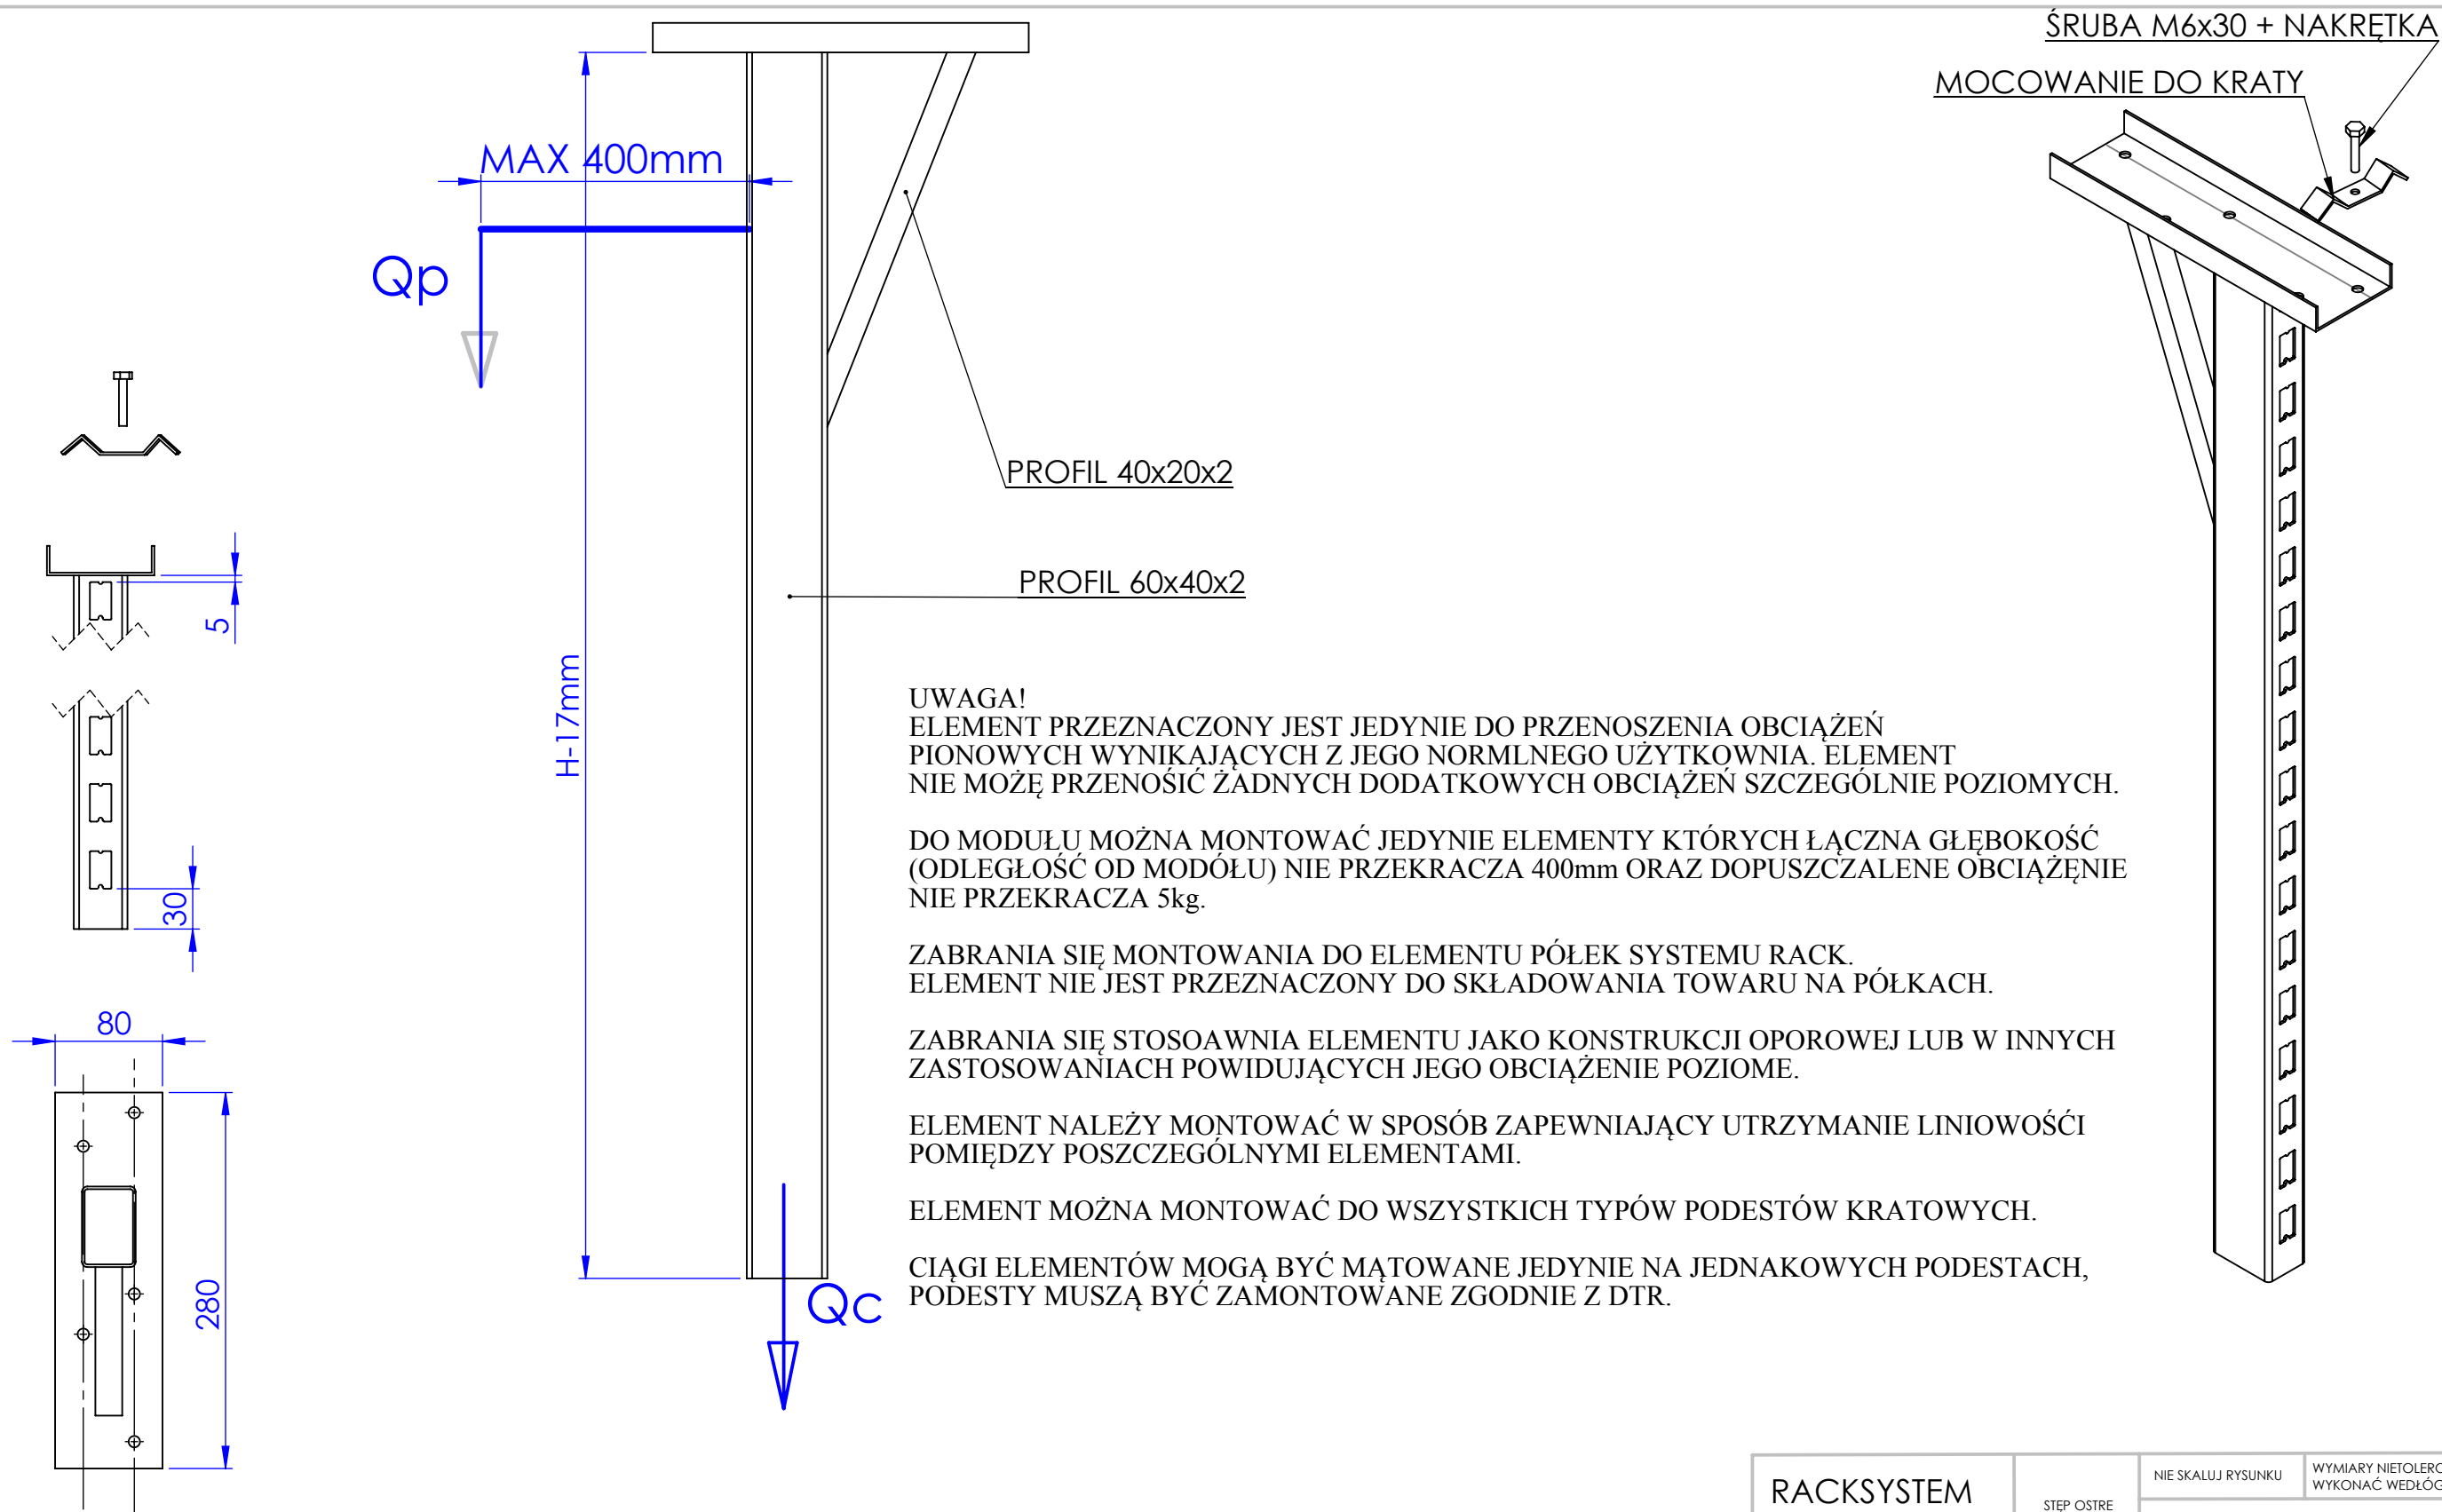 ŚRUBA M6x30 + NAKRĘTKA
MOCOWANIE DO KRATY
MAX 400mm
Qp
PROFIL 40x20x2
PROFIL 60x40x2
5
H-17mm
30
80
280
Qc
UWAGA!
ELEMENT PRZEZNACZONY JEST JEDYNIE DO PRZENOSZENIA OBCIĄŻEŃ
PIONOWYCH WYNIKAJĄCYCH Z JEGO NORMLNEGO UŻYTKOWNIA. ELEMENT
NIE MOŻĘ PRZENOŚIĆ ŻADNYCH DODATKOWYCH OBCIĄŻEŃ SZCZEGÓLNIE POZIOMYCH.
DO MODUŁU MOŻNA MONTOWAĆ JEDYNIE ELEMENTY KTÓRYCH ŁĄCZNA GŁĘBOKOŚĆ
(ODLEGŁOŚĆ OD MODÓŁU) NIE PRZEKRACZA 400mm ORAZ DOPUSZCZALENE OBCIĄŻĘNIE
NIE PRZEKRACZA 5kg.
ZABRANIA SIĘ MONTOWANIA DO ELEMENTU PÓŁEK SYSTEMU RACK.
ELEMENT NIE JEST PRZEZNACZONY DO SKŁADOWANIA TOWARU NA PÓŁKACH.
ZABRANIA SIĘ STOSOAWNIA ELEMENTU JAKO KONSTRUKCJI OPOROWEJ LUB W INNYCH
ZASTOSOWANIACH POWIDUJĄCYCH JEGO OBCIĄŻENIE POZIOME.
ELEMENT NALEŻY MONTOWAĆ W SPOSÓB ZAPEWNIAJĄCY UTRZYMANIE LINIOWOŚĆI
POMIĘDZY POSZCZEGÓLNYMI ELEMENTAMI.
ELEMENT MOŻNA MONTOWAĆ DO WSZYSTKICH TYPÓW PODESTÓW KRATOWYCH.
CIĄGI ELEMENTÓW MOGĄ BYĆ MĄTOWANE JEDYNIE NA JEDNAKOWYCH PODESTACH,
PODESTY MUSZĄ BYĆ ZAMONTOWANE ZGODNIE Z DTR.
RACKSYSTEM
STĘP OSTRE
NIE SKALUJ RYSUNKU
WYMIARY
WYKONAĆ